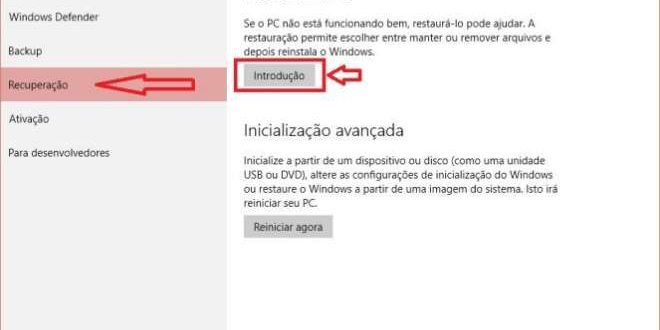 Windows Defender
Backup
Recuperação
Ativação
Para desenvolvedores
Se o PC não está funcionando bem, restaurá-lo pode ajudar. A
restauração permite escolher entre manter ou remover arquivos e
depois reinstala o Windows.
Introdução
Inicialização avançada
Inicialize a partir de um dispositivo ou disco (como uma unidade
USB ou DVD), altere as configurações de inicialização do Windows
ou restaure o Windows a partir de uma imagem do sistema. Isto irá
reiniciar seu PC.
Reiniciar agora